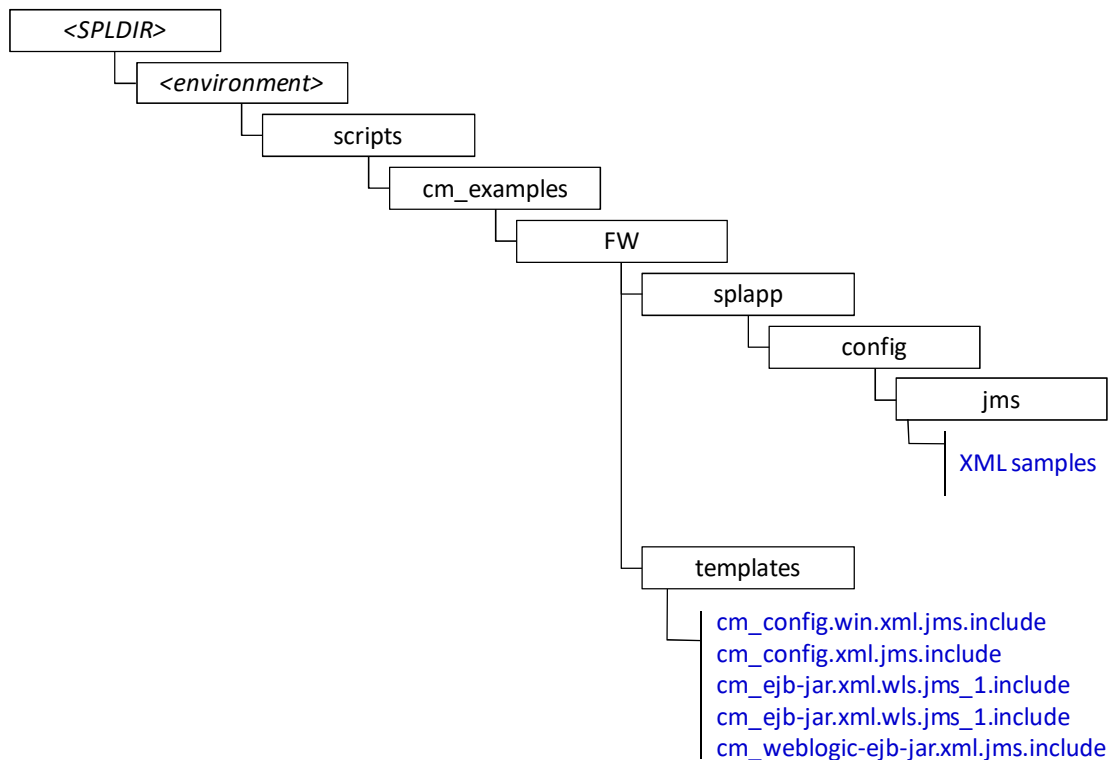 <SPLDIR>
<environment>
scripts
cm_examples
FW
splapp
config
jms
XML samples
templates
cm_config.win.xml.jms.include
cm_config.xml.jms.include
cm_ejb-jar.xml.wls.jms_1.include
cm_ejb-jar.xml.wls.jms_1.include
cm_weblogic-ejb-jar.xml.jms.include